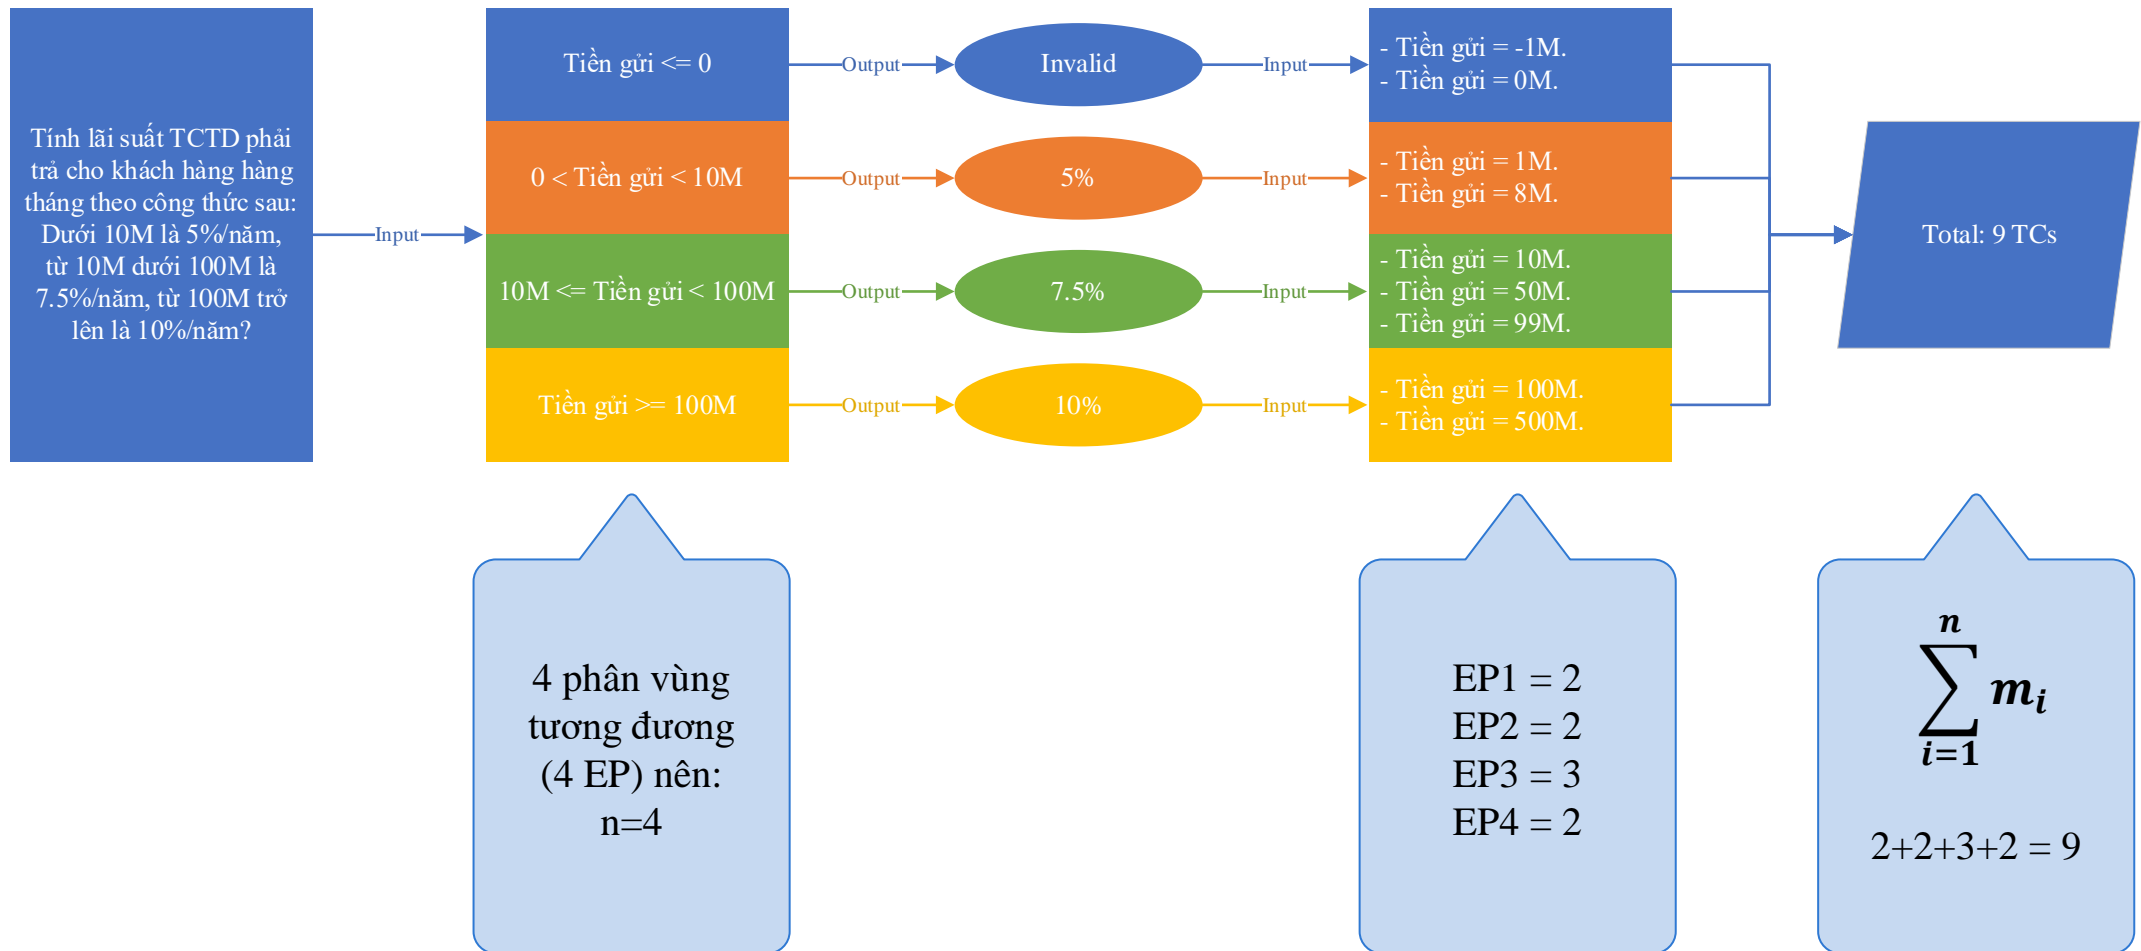 Tính lãi suất TCTD phải
trả cho khách hàng hàng
tháng theo công thức sau:
Dưới 10M là 5%/năm,
từ 10M dưới 100M là
7.5%/năm, từ 100M trở
lên là 10%/năm?
Input
Tiền gửi <= 0
Output
Invalid
Input
- Tiền gửi = -1M.
- Tiền gửi = 0M.
0 < Tiền gửi < 10M
Output
5%
Input
- Tiền gửi = 1M.
- Tiền gửi = 8M.
10M <= Tiền gửi < 100M
Output
7.5%
Input
- Tiền gửi = 10M.
- Tiền gửi = 50M.
- Tiền gửi = 99M.
Tiền gửi >= 100M
Output
10%
Input
- Tiền gửi = 100M.
- Tiền gửi = 500M.
Total: 9 TCs
4 phân vùng
tương đương
(4 EP) nên:
n=4
EP1 = 2
EP2 = 2
EP3 = 3
EP4 = 2
n
∑ mᵢ
i=1
2+2+3+2 = 9